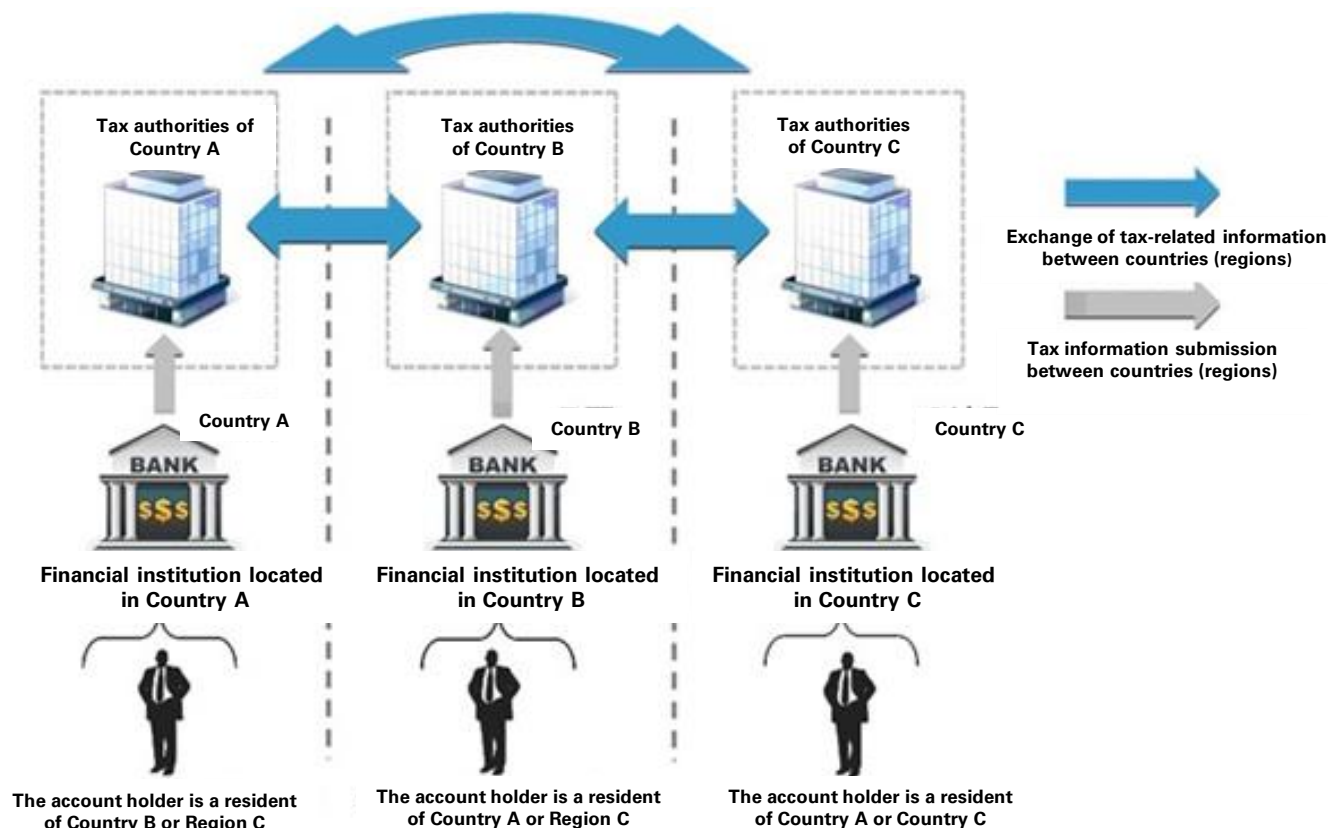 Tax authorities of
Country A
Tax authorities
of Country B
Tax authorities
of Country C
Exchange of tax-related information
between countries (regions)
Tax information submission
between countries (regions)
Country A
Country B
Country C
BANK
$$$
BANK
$$$
BANK
$$$
Financial institution located
in Country A
Financial institution located
in Country B
Financial institution located
in Country C
The account holder is a resident
of Country B or Region C
The account holder is a resident
of Country A or Region C
The account holder is a resident
of Country A or Country C